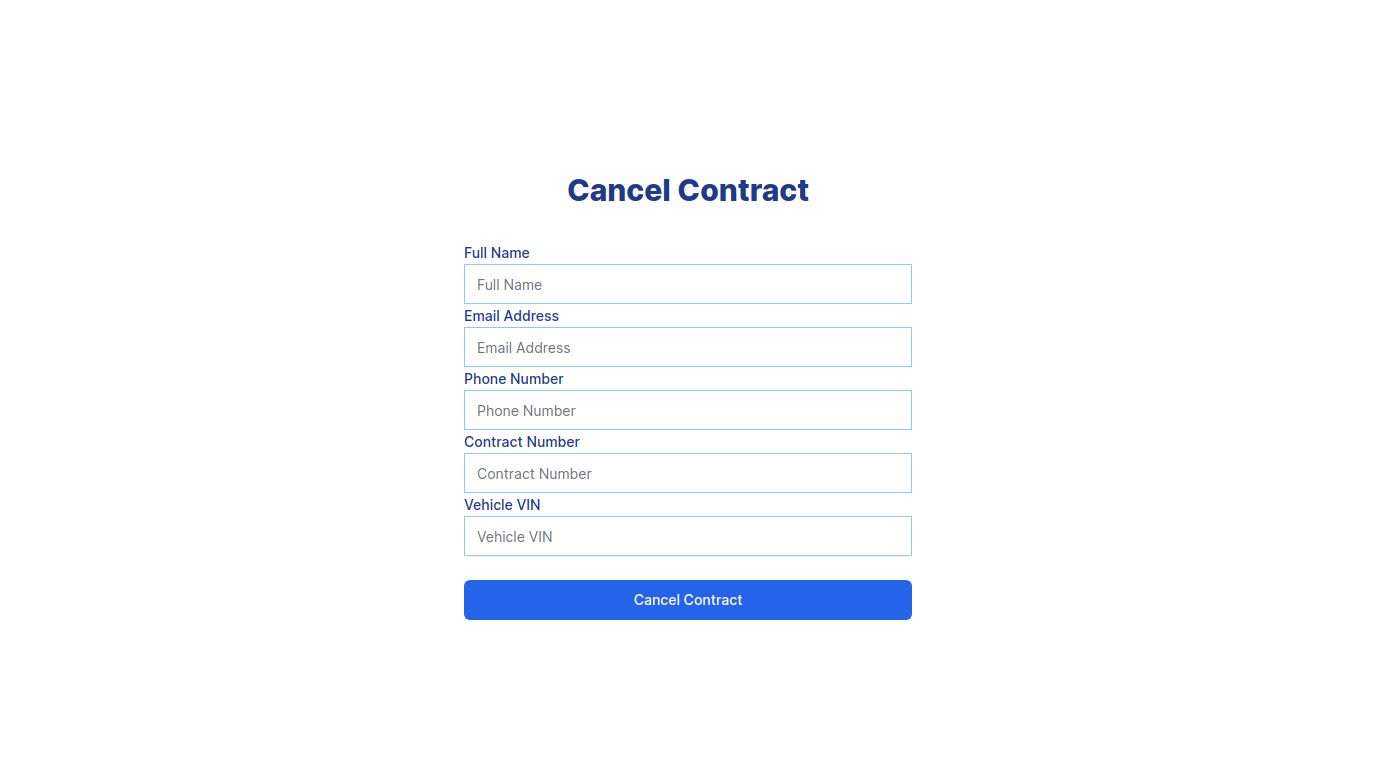 Cancel Contract
Full Name
Full Name
Email Address
Email Address
Phone Number
Phone Number
Contract Number
Contract Number
Vehicle VIN
Vehicle VIN
Cancel Contract